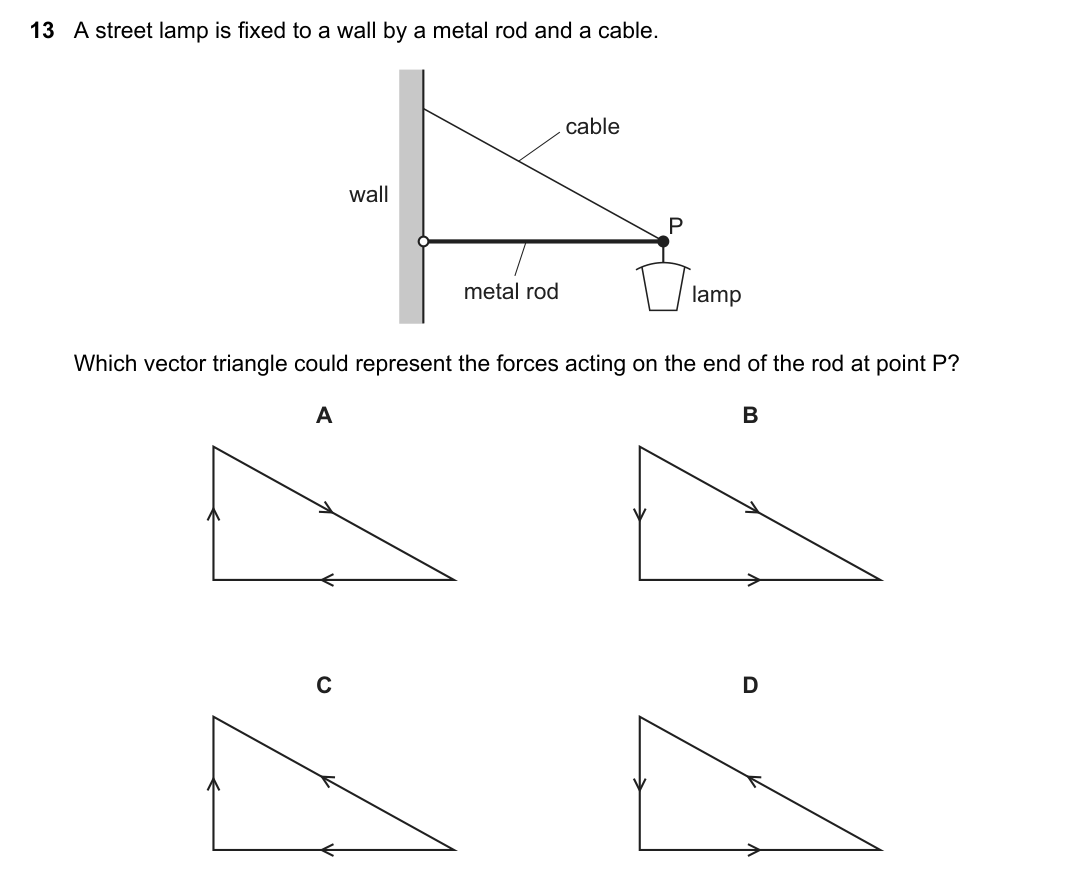 13 A street lamp is fixed to a wall by a metal rod and a cable.
cable
wall
P
metal rod
lamp
Which vector triangle could represent the forces acting on the end of the rod at point P?
A
B
C
D